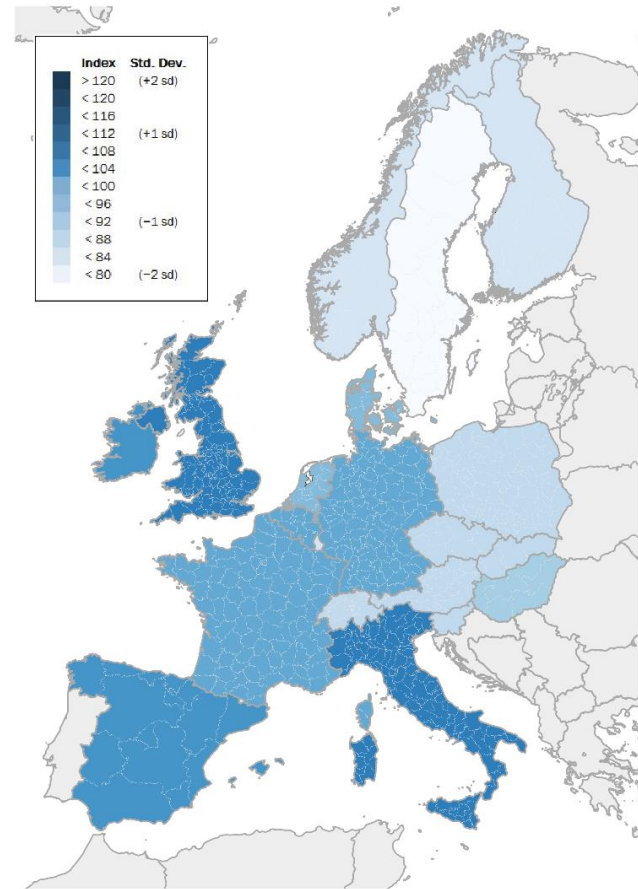 Index Std. Dev.
> 120 (+2 sd)
< 120
< 116
< 112 (+1 sd)
< 108
< 104
< 100
< 96
< 92 (−1 sd)
< 88
< 84
< 80 (−2 sd)